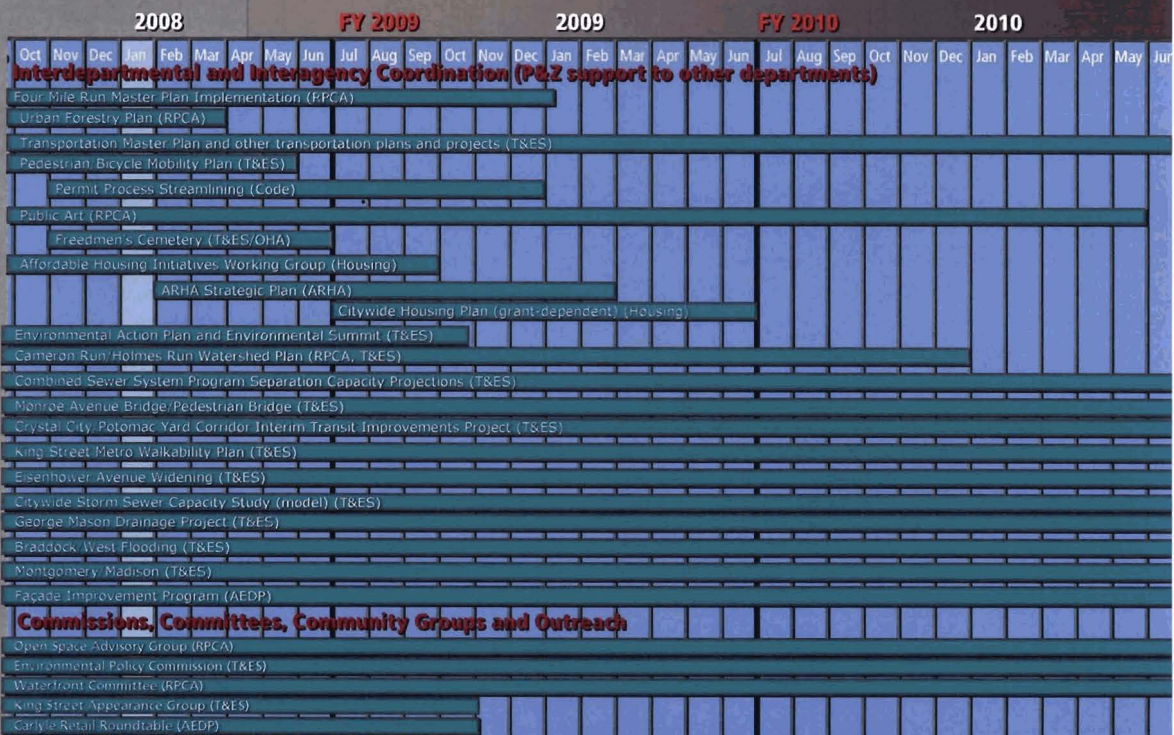 2008 FY 2009 2009 FY 2010 2010
Oct Nov Dec Jan Feb Mar Apr May Jun Jul Aug Sep Oct Nov Dec Jan Feb Mar Apr May Jun Jul Aug Sep Oct Nov Dec Jan Feb Mar Apr May Jun
Interdepartmental and Interagency Coordination (P&Z support to other departments)
Four Mile Run Master Plan Implementation (RPCA)
Urban Forestry Plan (RPCA)
Transportation Master Plan and other transportation plans and projects (T&ES)
Pedestrian/Bicycle Mobility Plan (T&ES)
Permit Process Streamlining (Code)
Public Art (RPCA)
Freedmen's Cemetery (T&ES/OHA)
Affordable Housing Initiatives Working Group (Housing)
ARHA Strategic Plan (ARHA)
Citywide Housing Plan (grant-dependent) (Housing)
Environmental Action Plan and Environmental Summit (T&ES)
Cameron Run/Holmes Run Watershed Plan (RPCA, T&ES)
Combined Sewer System Program Separation Capacity Projections (T&ES)
Monroe Avenue Bridge/Pedestrian Bridge (T&ES)
Crystal City/Potomac Yard Corridor Interim Transit Improvements Project (T&ES)
King Street Metro Walkability Plan (T&ES)
Eisenhower Avenue Widening (T&ES)
Citywide Storm Sewer Capacity Study (model) (T&ES)
George Mason Drainage Project (T&ES)
Braddock/West Flooding (T&ES)
Montgomery/Madison (T&ES)
Façade Improvement Program (AEDP)
Commissions, Committees, Community Groups and Outreach
Open Space Advisory Group (RPCA)
Environmental Policy Commission (T&ES)
Waterfront Committee (RPCA)
King Street Appearance Group (T&ES)
Carlyle Retail Roundtable (AEDP)